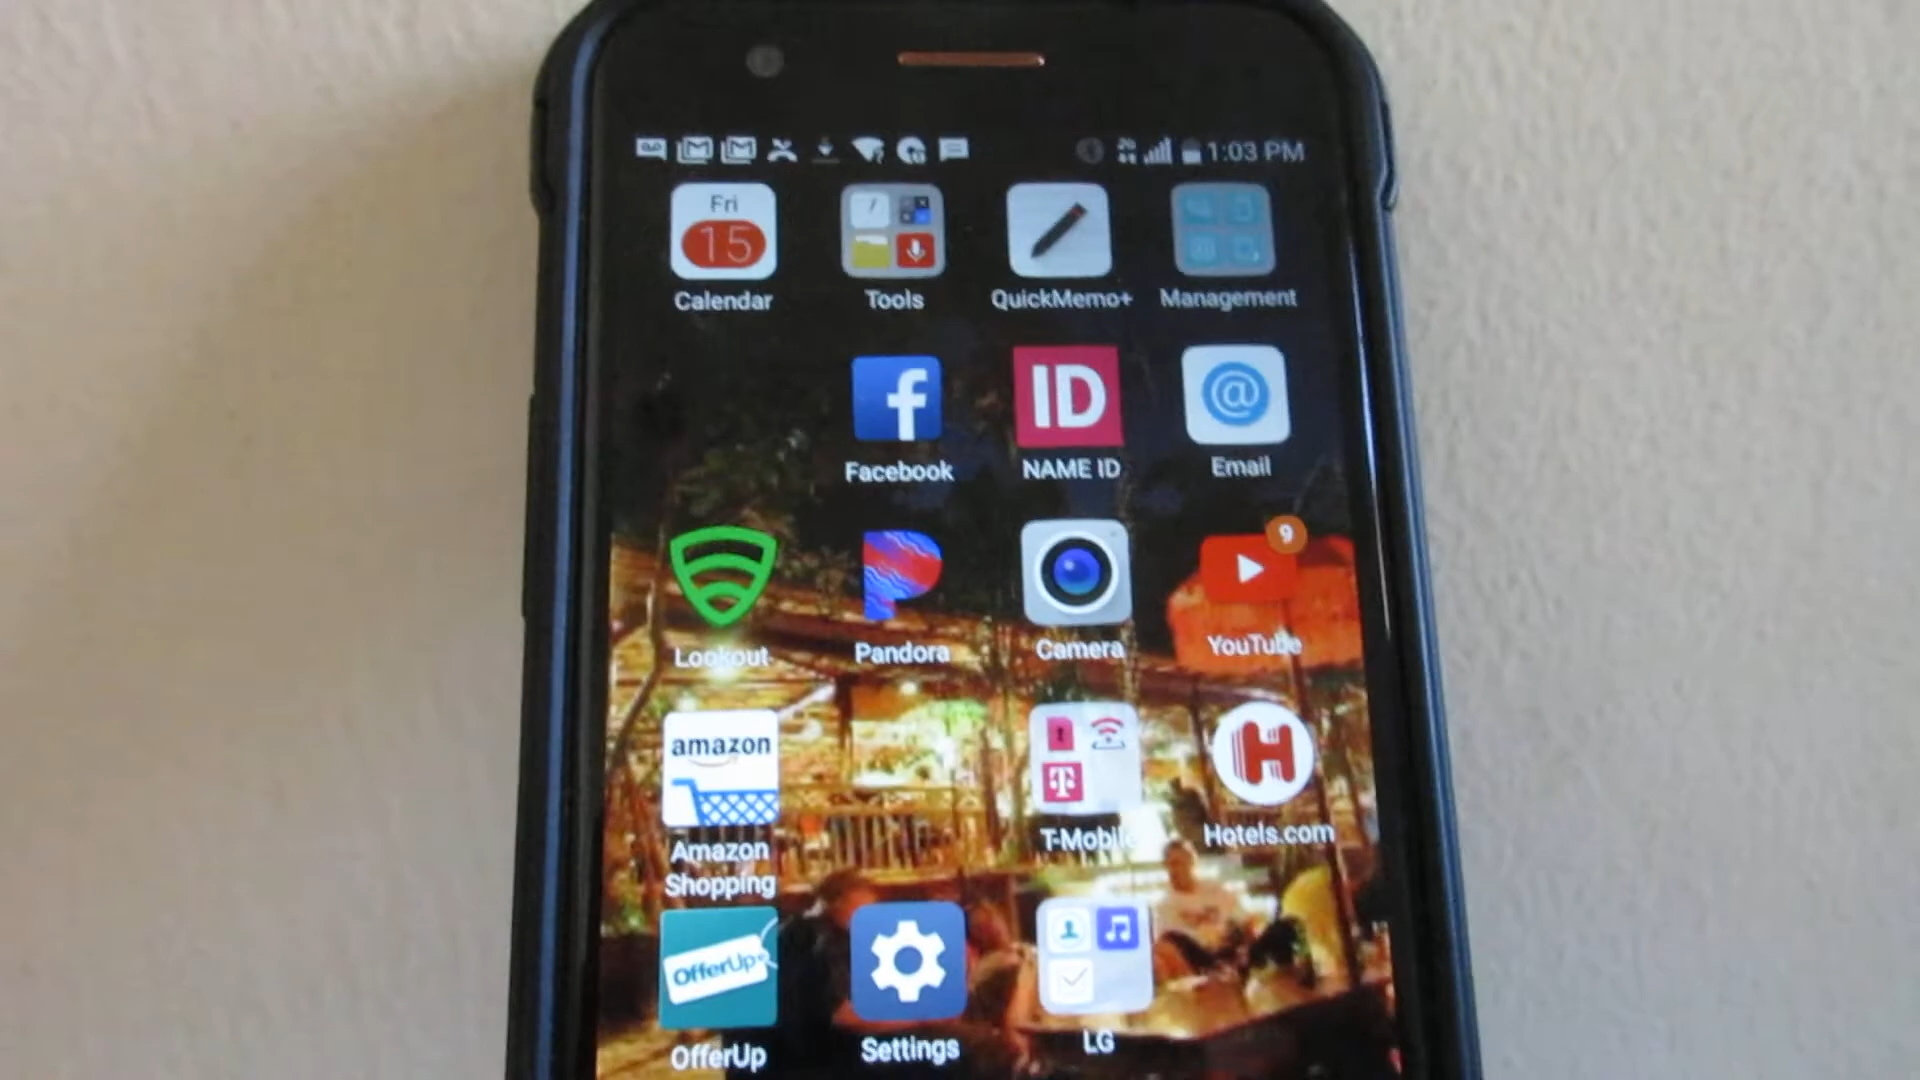 1:03 PM
Fri
15
Calendar
Tools
QuickMemo+
Management
f
ID
@
Facebook
NAME ID
Email
9
Lookout
Pandora
Camera
YouTube
amazon
T
H
Amazon
Shopping
T-Mobile
Hotels.com
OfferUp
OfferUp
Settings
LG